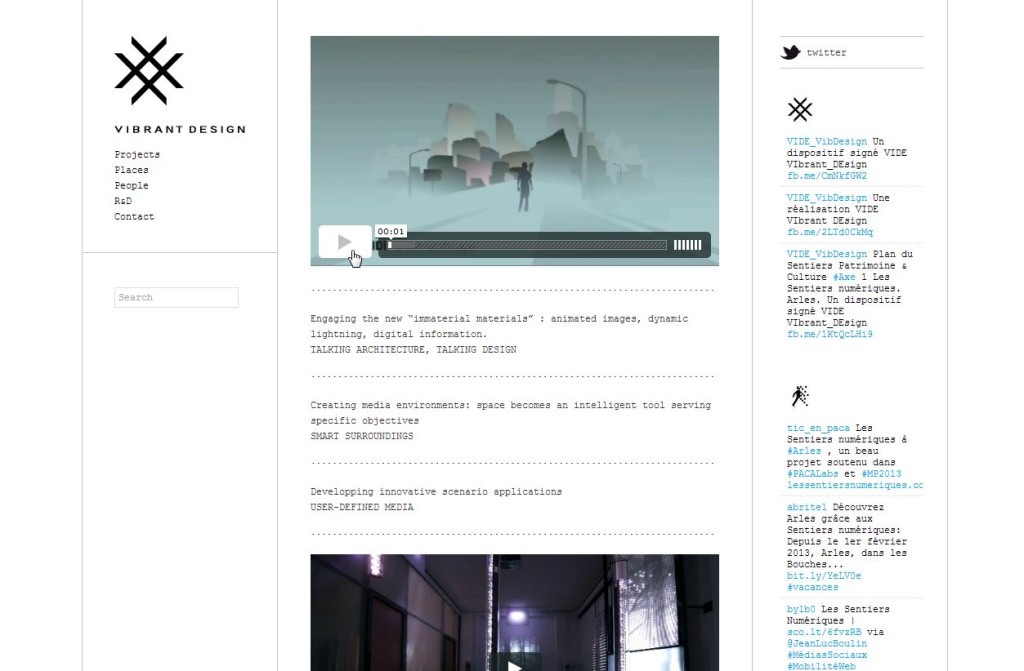 VIBRANT DESIGN
Projects
Places
People
R&D
Contact
Search
00:01
Engaging the new “immaterial materials” : animated images, dynamic
lightning, digital information.
TALKING ARCHITECTURE, TALKING DESIGN
Creating media environments: space becomes an intelligent tool serving
specific objectives
SMART SURROUNDINGS
Developping innovative scenario applications
USER-DEFINED MEDIA
twitter
VIDE_VibDesign Un
dispositif signé VIDE
VIbrant_DEsign
fb.me/CmNkfGW2
VIDE_VibDesign Une
réalisation VIDE
VIbrant DEsign
fb.me/2LTd0CkMq
VIDE_VibDesign Plan du
Sentiers Patrimoine &
Culture #Axe 1 Les
Sentiers numériques.
Arles. Un dispositif
signé VIDE
VIbrant_DEsign
fb.me/1KtQcLHi9
tic_en_paca Les
Sentiers numériques à
#Arles , un beau
projet soutenu dans
#PACALabs et #MP2013
lessentiersnumeriques.cc
abritel Découvrez
Arles grâce aux
Sentiers numériques:
Depuis le 1er février
2013, Arles, dans les
Bouches...
bit.ly/YeLV0e
#vacances
bylb0 Les Sentiers
Numériques |
sco.lt/6fvzRB via
@JeanLucBoulin
#MédiasSociaux
#MobilitéWeb